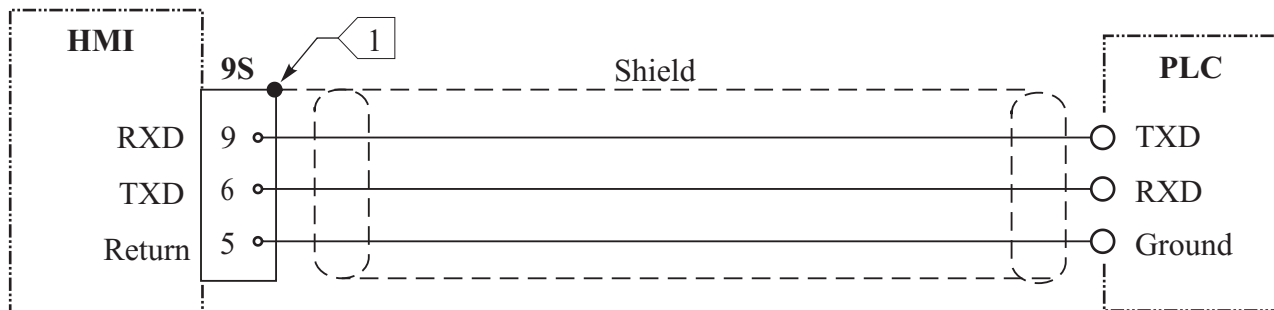 HMI
1
9S
Shield
PLC
RXD 9 TXD
TXD 6 RXD
Return 5 Ground